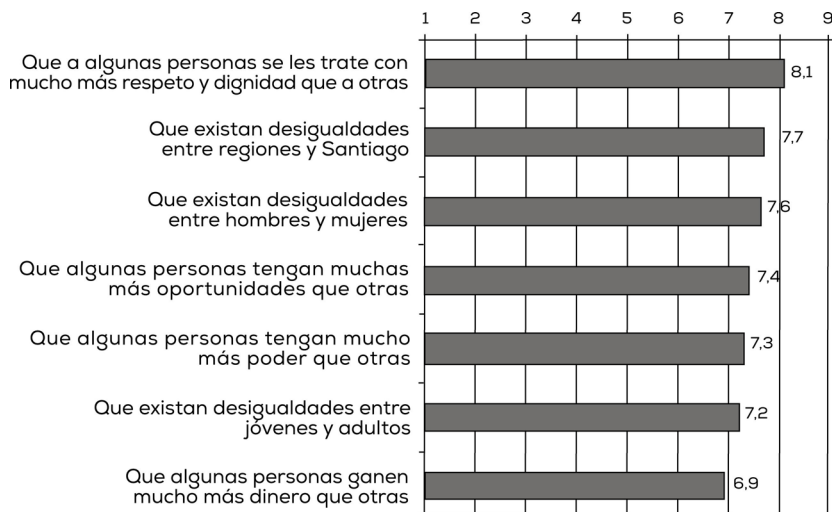 1 2 3 4 5 6 7 8 9
Que a algunas personas se les trate con
mucho más respeto y dignidad que a otras
8,1
Que existan desigualdades
entre regiones y Santiago
7,7
Que existan desigualdades
entre hombres y mujeres
7,6
Que algunas personas tengan muchas
más oportunidades que otras
7,4
Que algunas personas tengan mucho
más poder que otras
7,3
Que existan desigualdades entre
jóvenes y adultos
7,2
Que algunas personas ganen
mucho más dinero que otras
6,9